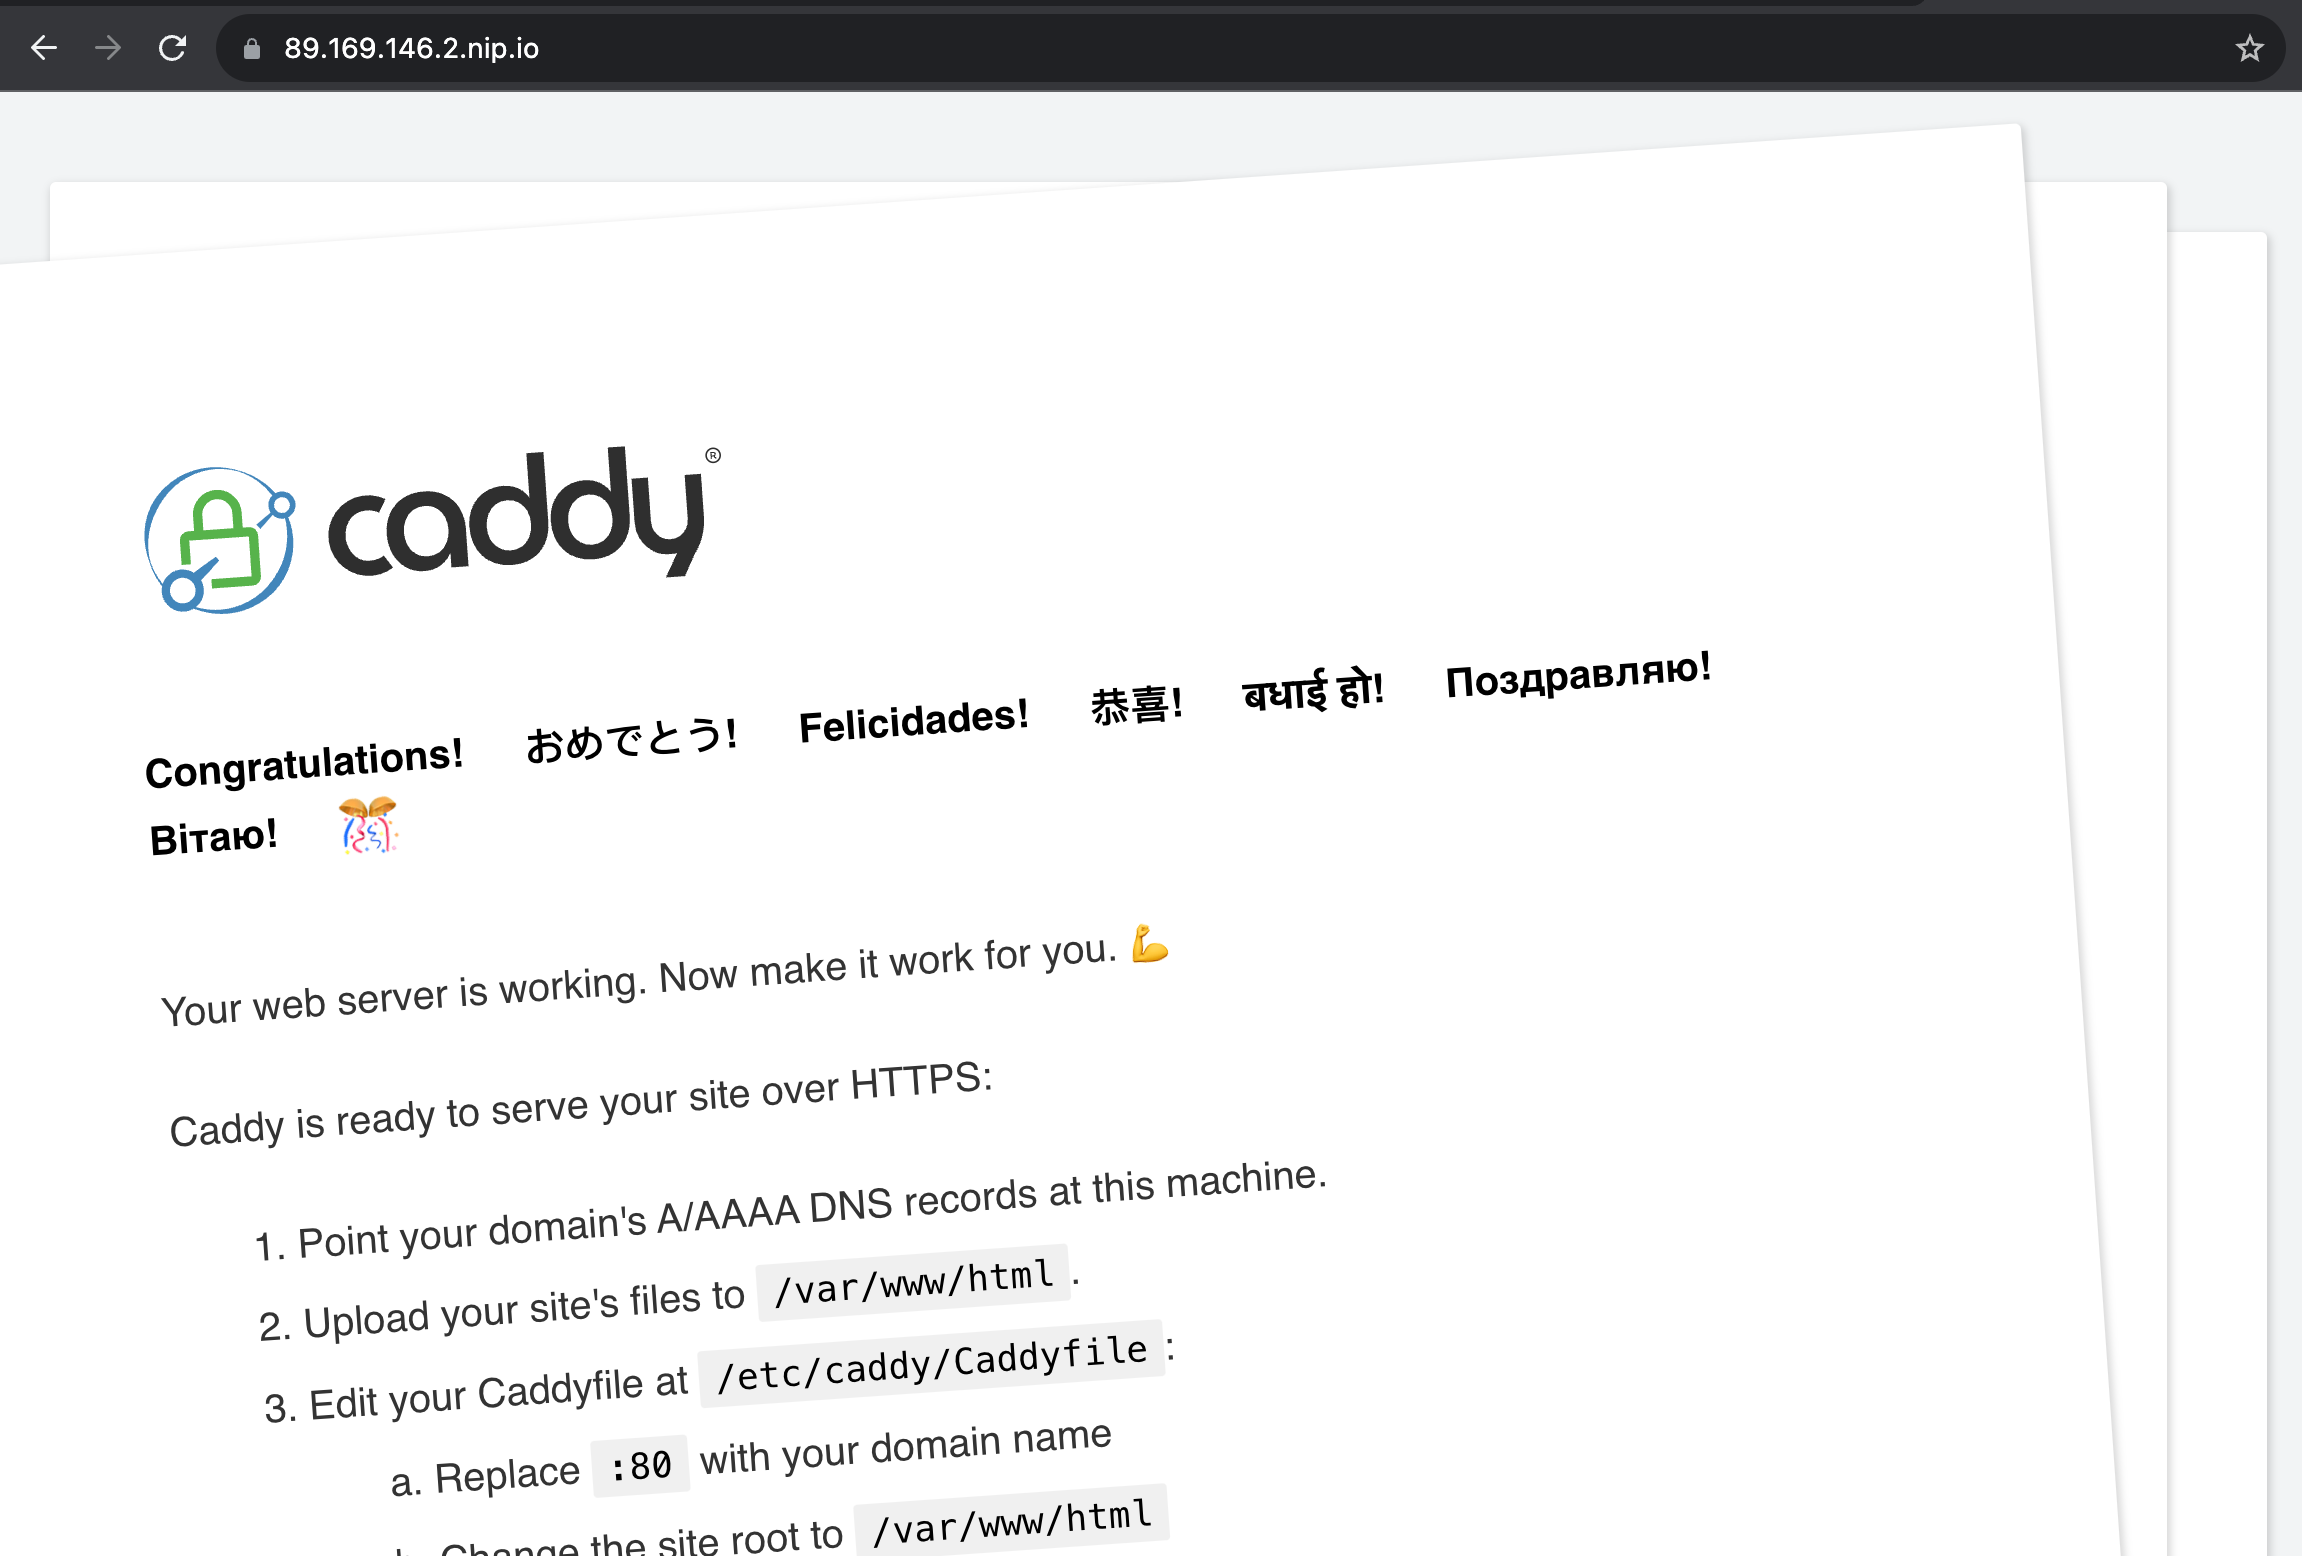 89.169.146.2.nip.io
caddy®
Congratulations! おめでとう! Felicidades! 恭喜! बधाई हो! Поздравляю!
Вітаю! 🎊
Your web server is working. Now make it work for you. 💪
Caddy is ready to serve your site over HTTPS:
1. Point your domain's A/AAAA DNS records at this machine.
2. Upload your site's files to /var/www/html.
3. Edit your Caddyfile at /etc/caddy/Caddyfile:
a. Replace :80 with your domain name
b. Change the site root to /var/www/html